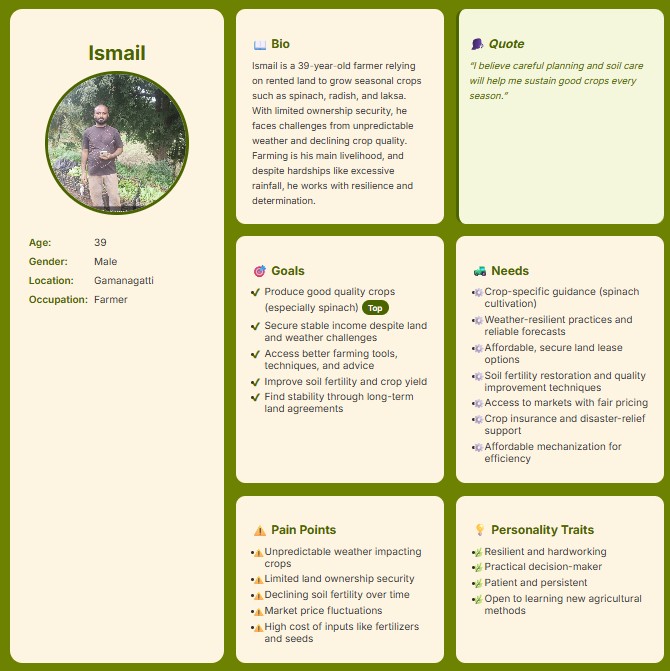 Ismail
Age: 39
Gender: Male
Location: Gamanagatti
Occupation: Farmer
Bio
Ismail is a 39-year-old farmer relying
on rented land to grow seasonal crops
such as spinach, radish, and laksa.
With limited ownership security, he
faces challenges from unpredictable
weather and declining crop quality.
Farming is his main livelihood, and
despite hardships like excessive
rainfall, he works with resilience and
determination.
Quote
“I believe careful planning and soil care
will help me sustain good crops every
season.”
Goals
Produce good quality crops
(especially spinach) Top
Secure stable income despite land
and weather challenges
Access better farming tools,
techniques, and advice
Improve soil fertility and crop yield
Find stability through long-term
land agreements
Needs
Crop-specific guidance (spinach
cultivation)
Weather-resilient practices and
reliable forecasts
Affordable, secure land lease
options
Soil fertility restoration and quality
improvement techniques
Access to markets with fair pricing
Crop insurance and disaster-relief
support
Affordable mechanization for
efficiency
Pain Points
Unpredictable weather impacting
crops
Limited land ownership security
Declining soil fertility over time
Market price fluctuations
High cost of inputs like fertilizers
and seeds
Personality Traits
Resilient and hardworking
Practical decision-maker
Patient and persistent
Open to learning new agricultural
methods